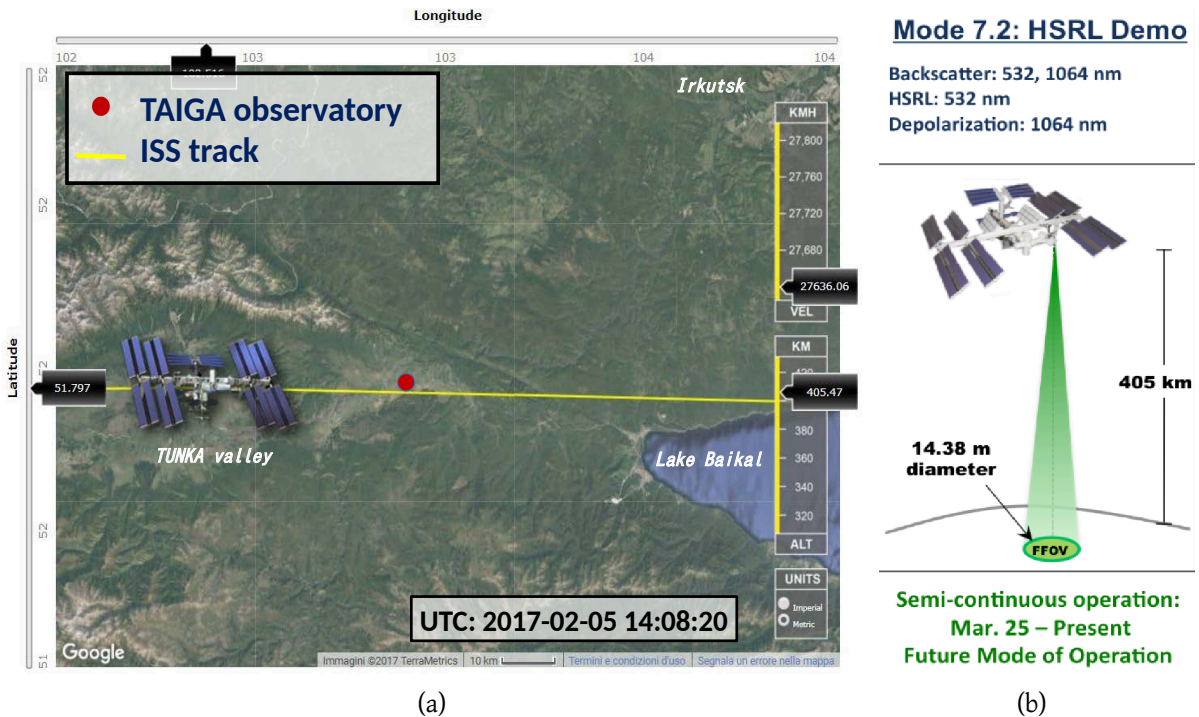 Longitude
102
103
103
104
104
52
52
52
52
51
Latitude
51.797
TAIGA observatory
ISS track
Irkutsk
KMH
27,800
27,760
27,720
27,680
27636.06
VEL
KM
420
405.47
380
360
340
320
ALT
UNITS
Imperial
Metric
TUNKA valley
Lake Baikal
UTC: 2017-02-05 14:08:20
Google
Immagini ©2017 TerraMetrics
10 km
Termini e condizioni d'uso
Segnala un errore nella mappa
(a)
Mode 7.2: HSRL Demo
Backscatter: 532, 1064 nm
HSRL: 532 nm
Depolarization: 1064 nm
405 km
14.38 m
diameter
FFOV
Semi-continuous operation:
Mar. 25 – Present
Future Mode of Operation
(b)